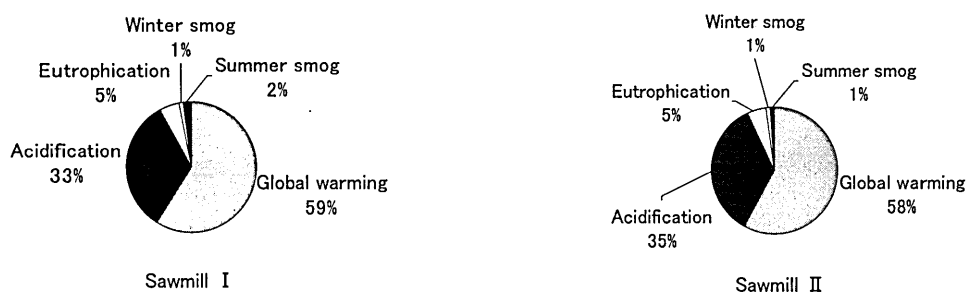 Winter smog
1%
Eutrophication
5%
Summer smog
2%
Acidification
33%
Global warming
59%
Sawmill Ⅰ
Winter smog
1%
Summer smog
1%
Eutrophication
5%
Global warming
58%
Acidification
35%
Sawmill Ⅱ